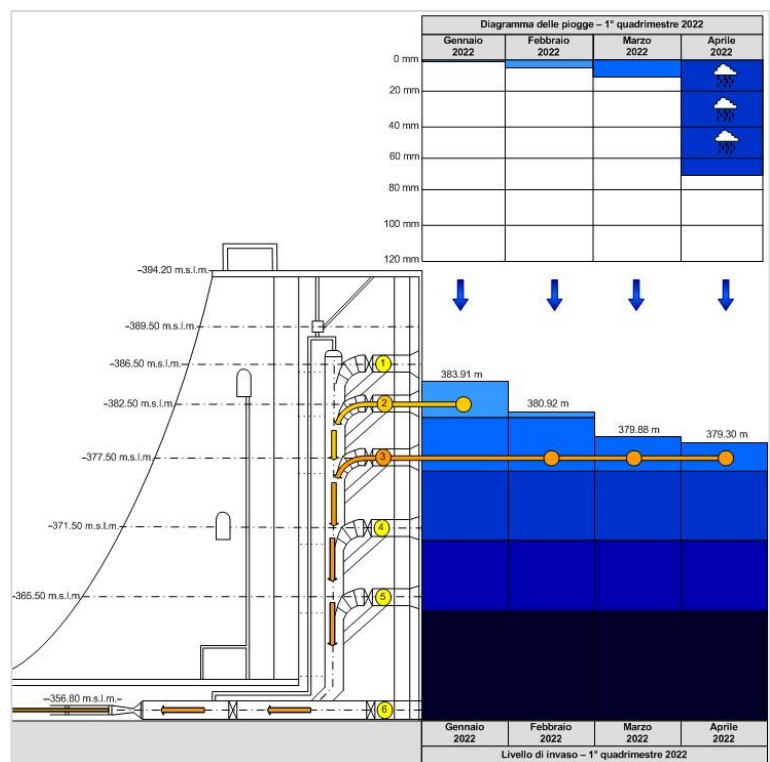 Diagramma delle piogge – 1° quadrimestre 2022
Gennaio 2022
Febbraio 2022
Marzo 2022
Aprile 2022
0 mm
20 mm
40 mm
60 mm
80 mm
100 mm
120 mm
394.20 m.s.l.m.
389.50 m.s.l.m.
386.50 m.s.l.m.
1
383.91 m
382.50 m.s.l.m.
2
380.92 m
379.88 m
379.30 m
377.50 m.s.l.m.
3
371.50 m.s.l.m.
4
365.50 m.s.l.m.
5
356.80 m.s.l.m.
6
Gennaio 2022
Febbraio 2022
Marzo 2022
Aprile 2022
Livello di invaso – 1° quadrimestre 2022